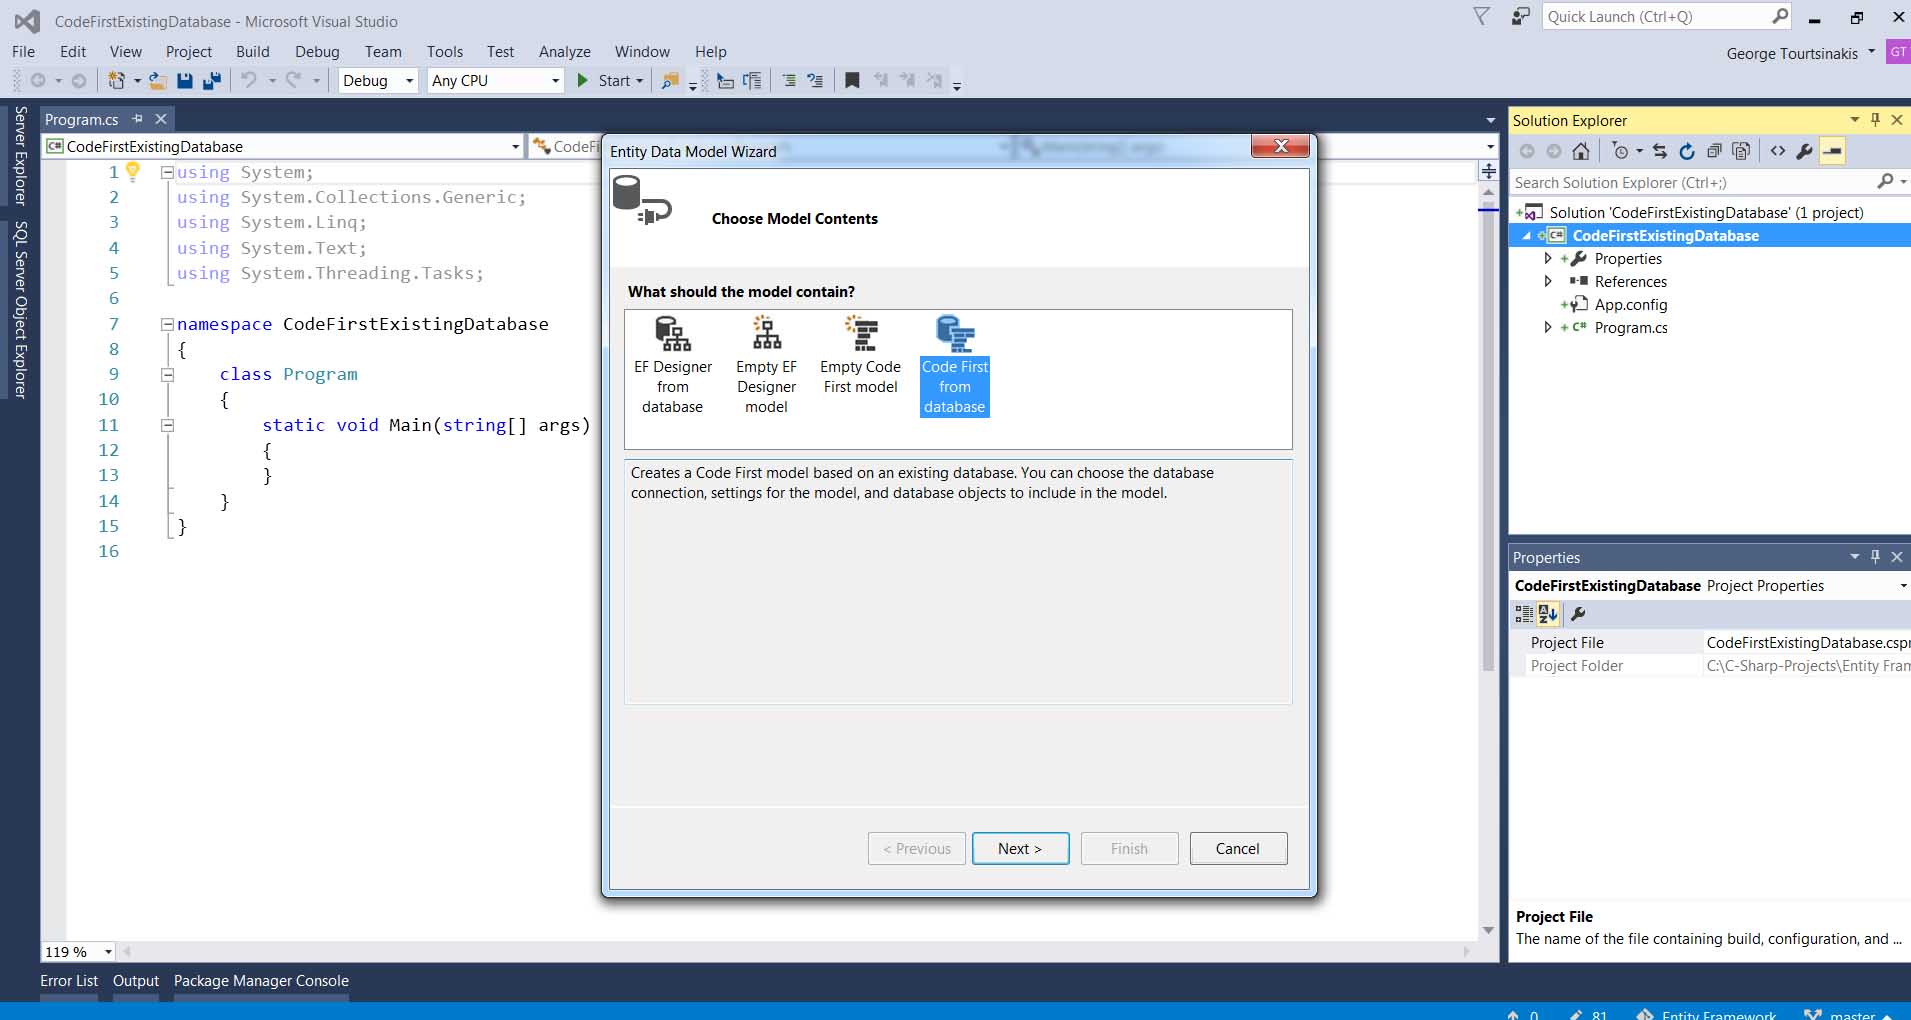 CodeFirstExistingDatabase - Microsoft Visual Studio
Quick Launch (Ctrl+Q)
File Edit View Project Build Debug Team Tools Test Analyze Window Help
George Tourtsinakis GT
Debug Any CPU Start
Server Explorer
SQL Server Object Explorer
Program.cs
CodeFirstExistingDatabase
CodeFi
1 using System;
2 using System.Collections.Generic;
3 using System.Linq;
4 using System.Text;
5 using System.Threading.Tasks;
6
7 namespace CodeFirstExistingDatabase
8 {
9 class Program
10 {
11 static void Main(string[] args)
12 {
13 }
14 }
15 }
16
119 %
Entity Data Model Wizard
Choose Model Contents
What should the model contain?
EF Designer from database
Empty EF Designer model
Empty Code First model
Code First from database
Creates a Code First model based on an existing database. You can choose the database
connection, settings for the model, and database objects to include in the model.
< Previous Next > Finish Cancel
Solution Explorer
Search Solution Explorer (Ctrl+;)
Solution 'CodeFirstExistingDatabase' (1 project)
C# CodeFirstExistingDatabase
Properties
References
App.config
C# Program.cs
Properties
CodeFirstExistingDatabase Project Properties
Project File CodeFirstExistingDatabase.cspr
Project Folder C:\C-Sharp-Projects\Entity Fram
Project File
The name of the file containing build, configuration, and ...
Error List Output Package Manager Console
0 81 Entity Framework master